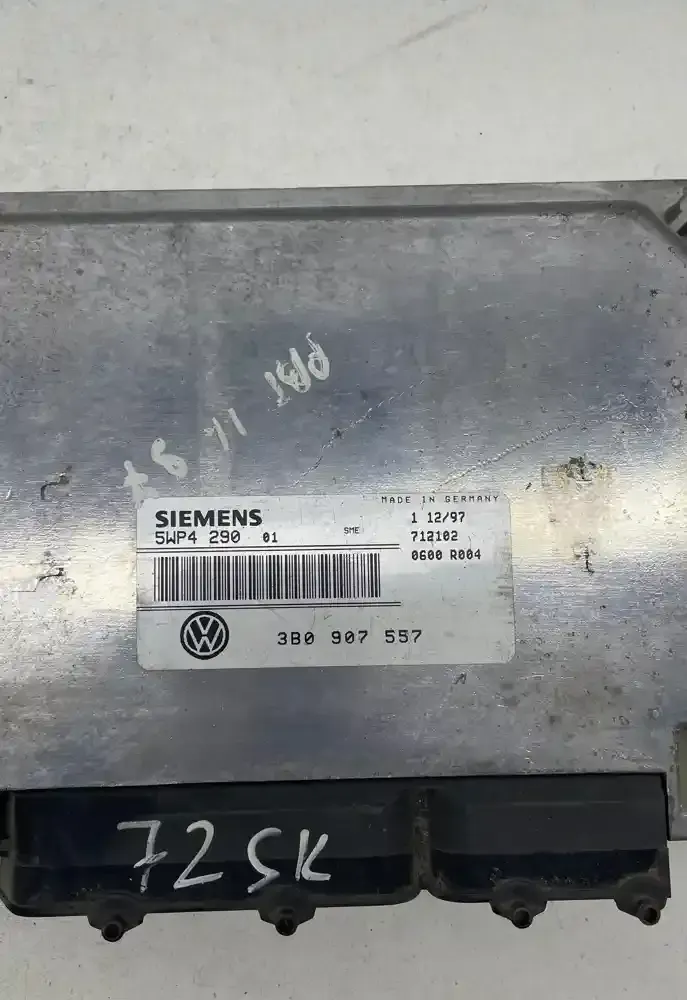 MADE IN GERMANY
SIEMENS 1 12/97
5WP4 290 01 SME 712102
0600 R004
3B0 907 557
72SK